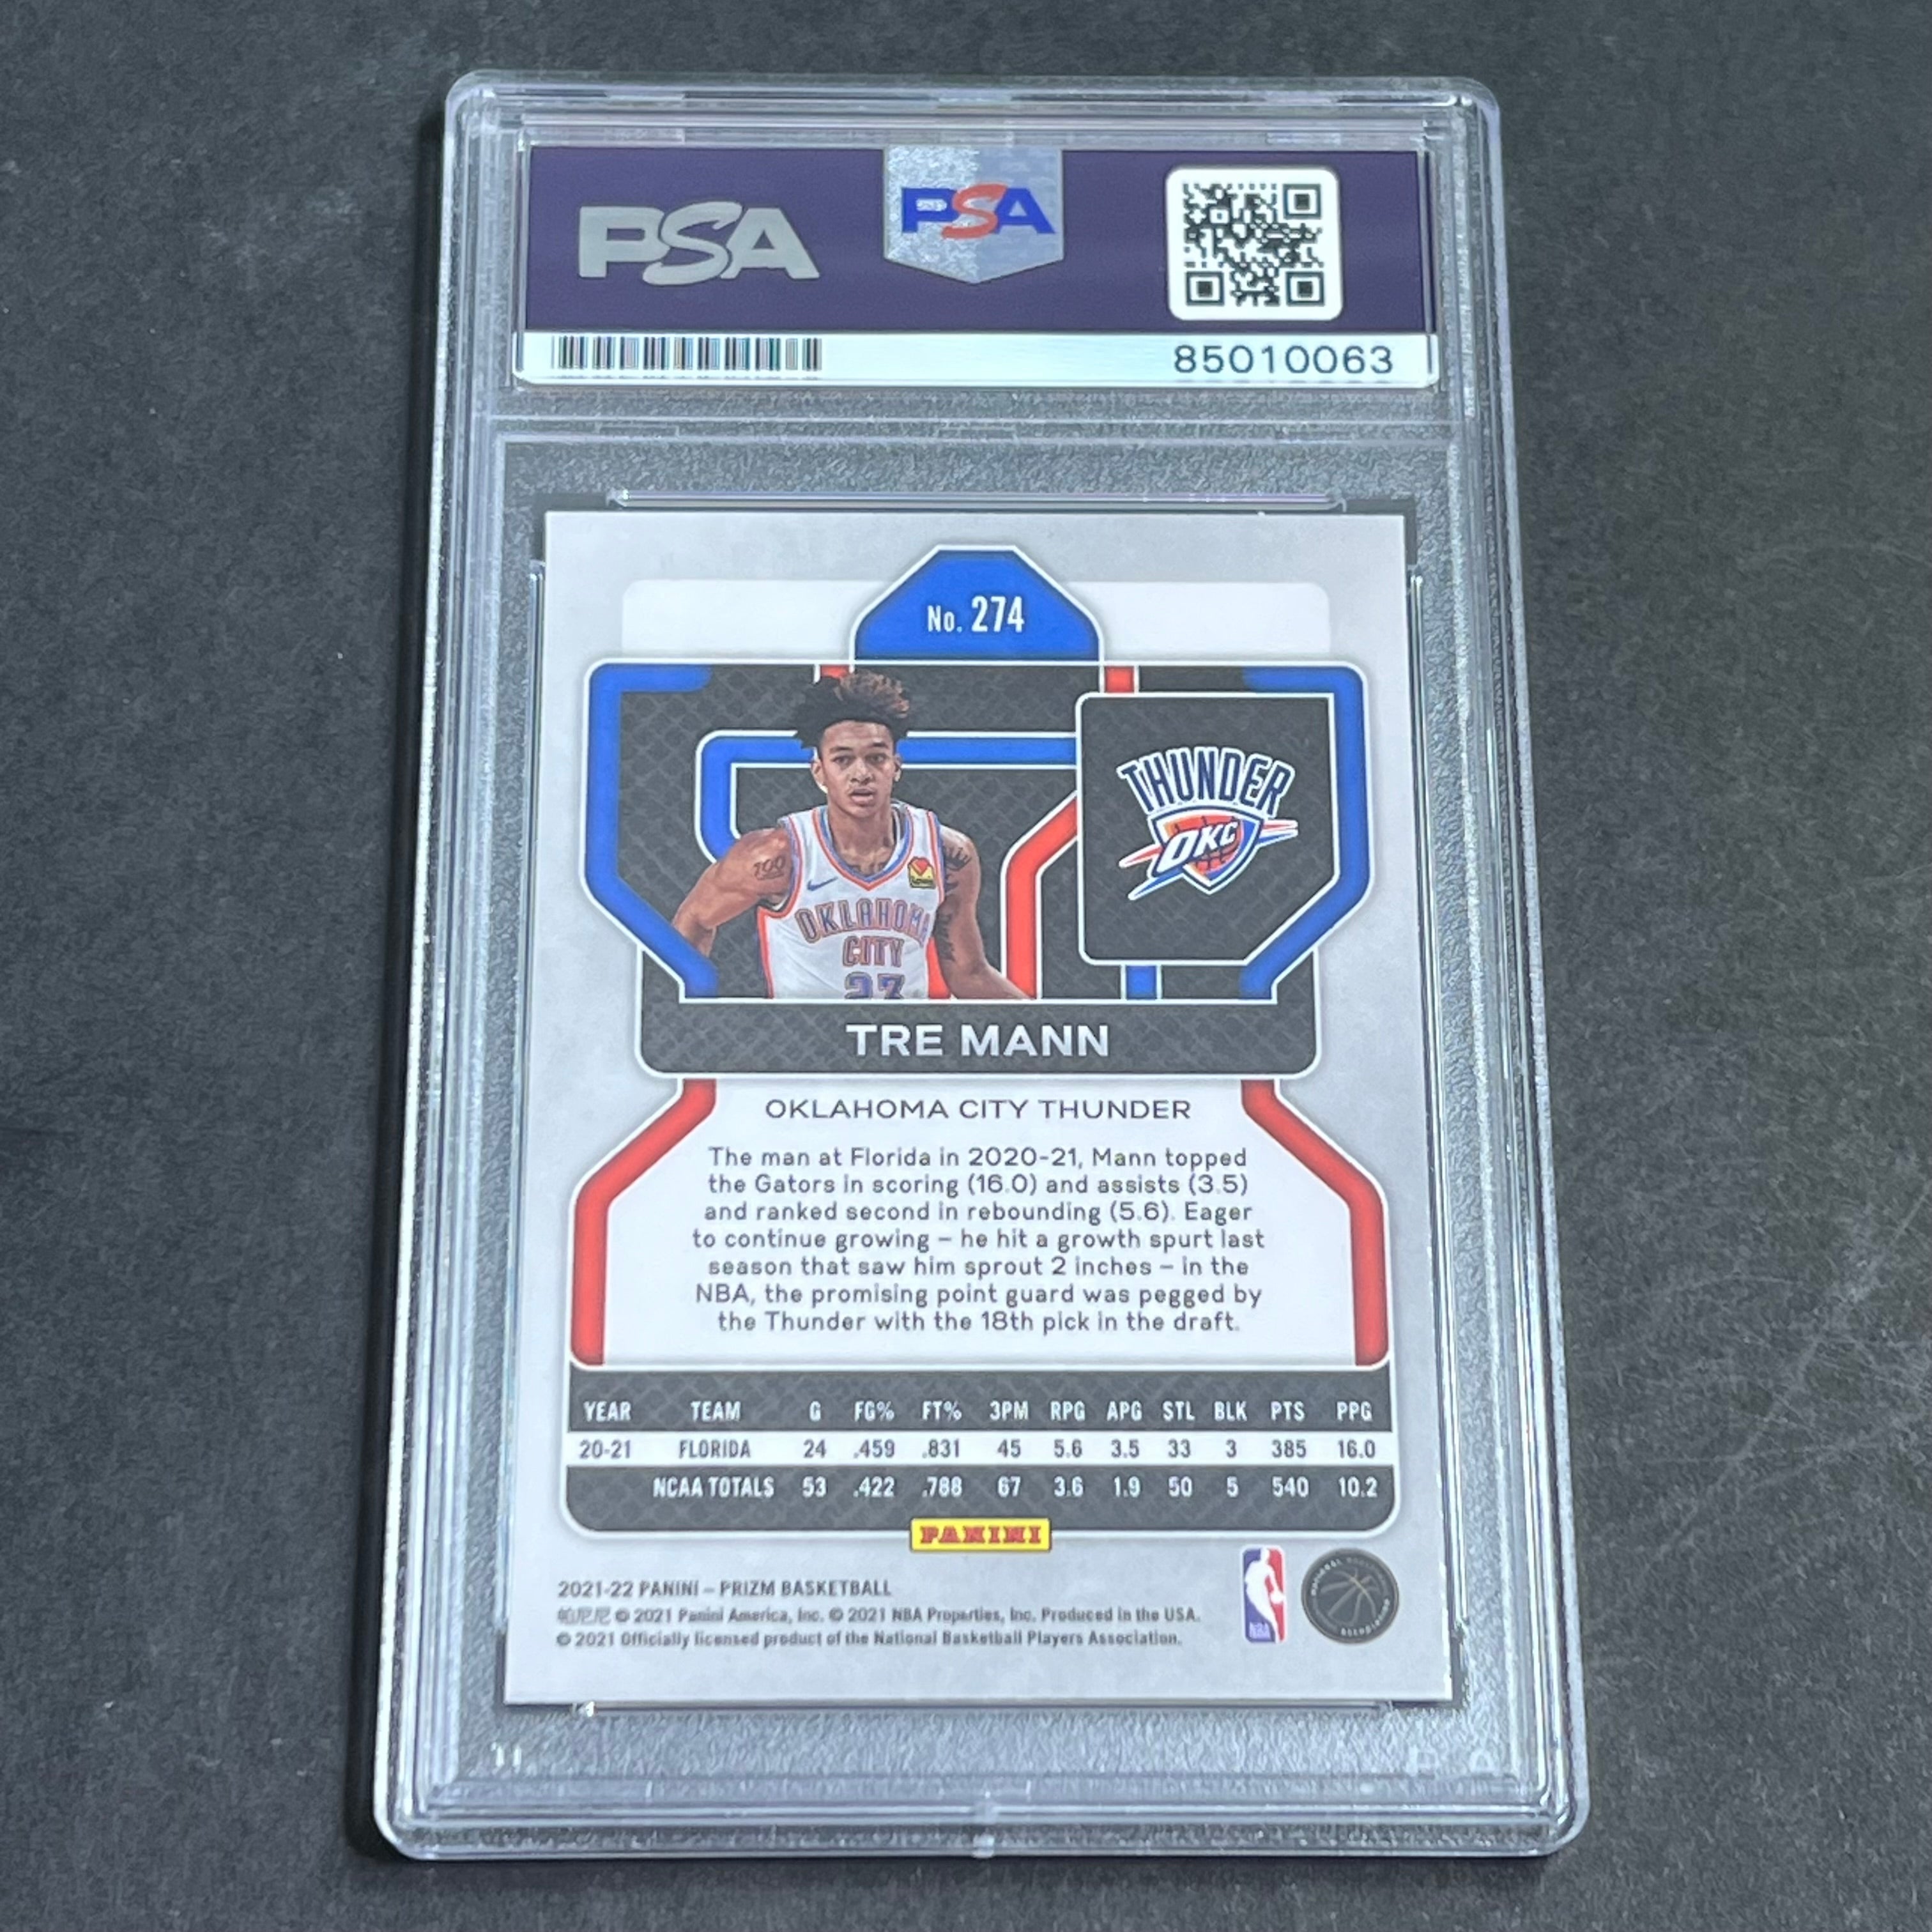 PSA PSA
85010063
No. 274
THUNDER
OKC
100
OKLAHOMA
CITY
23
TRE MANN
OKLAHOMA CITY THUNDER
The man at Florida in 2020-21, Mann topped
the Gators in scoring (16.0) and assists (3.5)
and ranked second in rebounding (5.6). Eager
to continue growing – he hit a growth spurt last
season that saw him sprout 2 inches – in the
NBA, the promising point guard was pegged by
the Thunder with the 18th pick in the draft.
YEAR TEAM G FG% FT% 3PM RPG APG STL BLK PTS PPG
20-21 FLORIDA 24 .459 .831 45 5.6 3.5 33 3 385 16.0
NCAA TOTALS 53 .422 .788 67 3.6 1.9 50 5 540 10.2
PANINI
2021-22 PANINI – PRIZM BASKETBALL
帕尼尼 © 2021 Panini America, Inc. © 2021 NBA Properties, Inc. Produced in the USA.
© 2021 Officially licensed product of the National Basketball Players Association.
NBA